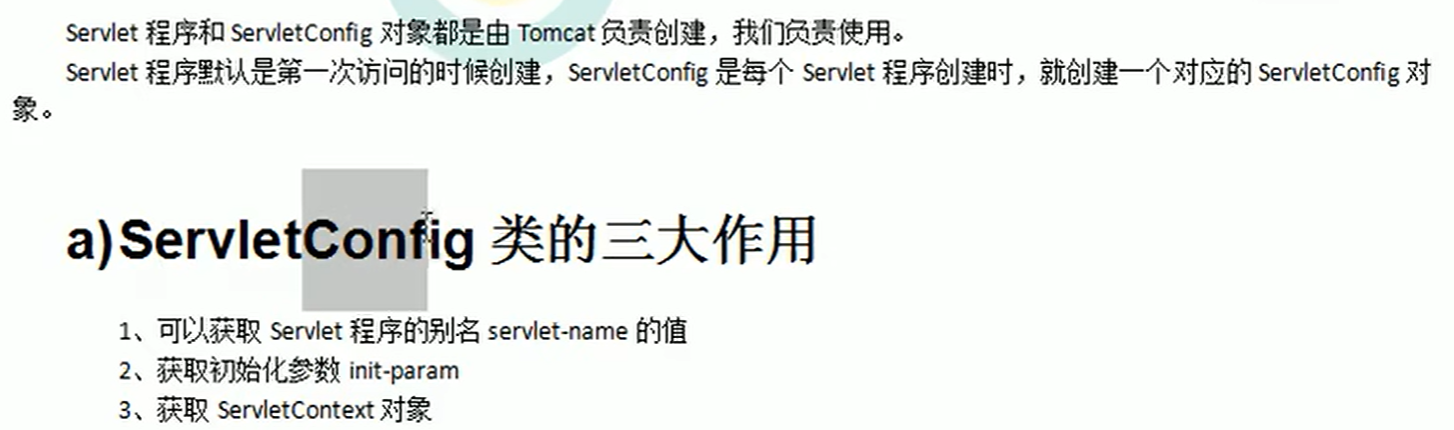 Servlet 程序和 ServletConfig 对象都是由 Tomcat 负责创建，我们负责使用。
Servlet 程序默认是第一次访问的时候创建，ServletConfig 是每个 Servlet 程序创建时，就创建一个对应的 ServletConfig 对
象。
a)ServletConfig 类的三大作用
1、可以获取 Servlet 程序的别名 servlet-name 的值
2、获取初始化参数 init-param
3、获取 ServletContext 对象